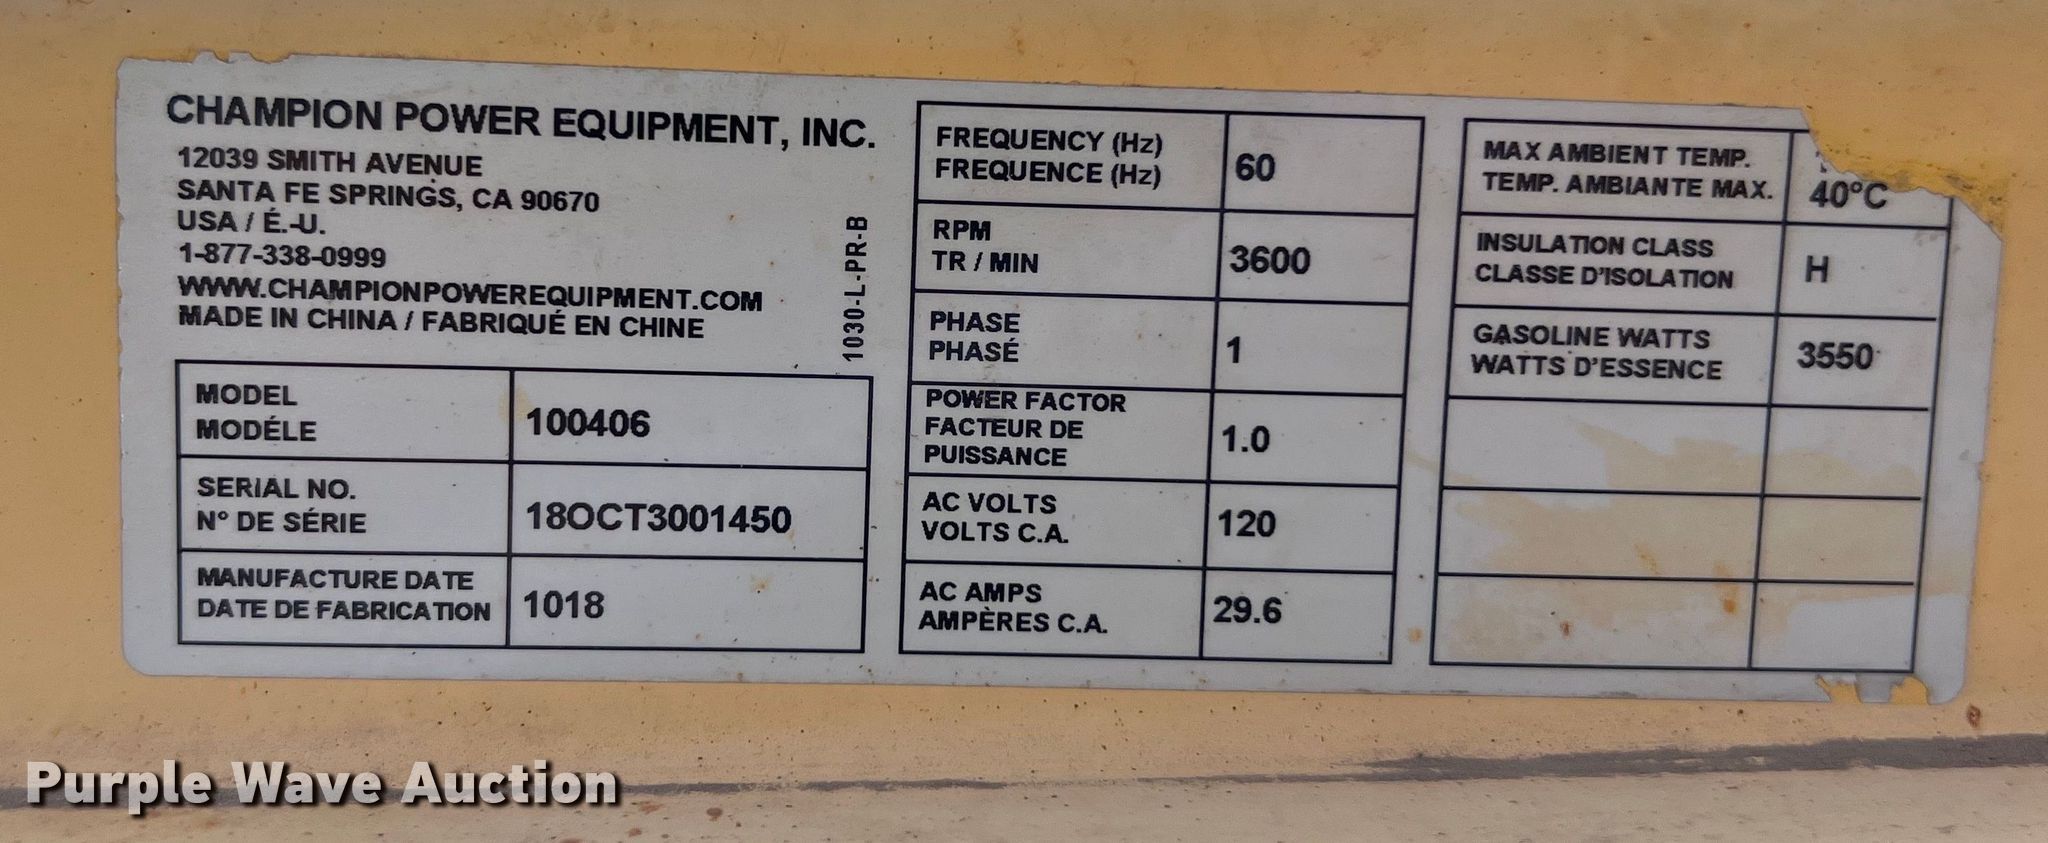 CHAMPION POWER EQUIPMENT, INC.
12039 SMITH AVENUE
SANTA FE SPRINGS, CA 90670
USA / É.-U.
1-877-338-0999
WWW.CHAMPIONPOWEREQUIPMENT.COM
MADE IN CHINA / FABRIQUÉ EN CHINE
1030-L-PR-B
MODEL
MODÉLE
100406
SERIAL NO.
N° DE SÉRIE
18OCT3001450
MANUFACTURE DATE
DATE DE FABRICATION
1018
FREQUENCY (Hz)
FREQUENCE (Hz)
60
RPM
TR / MIN
3600
PHASE
PHASÉ
1
POWER FACTOR
FACTEUR DE
PUISSANCE
1.0
AC VOLTS
VOLTS C.A.
120
AC AMPS
AMPÈRES C.A.
29.6
MAX AMBIENT TEMP.
TEMP. AMBIANTE MAX.
40°C
INSULATION CLASS
CLASSE D'ISOLATION
H
GASOLINE WATTS
WATTS D'ESSENCE
3550
Purple Wave Auction